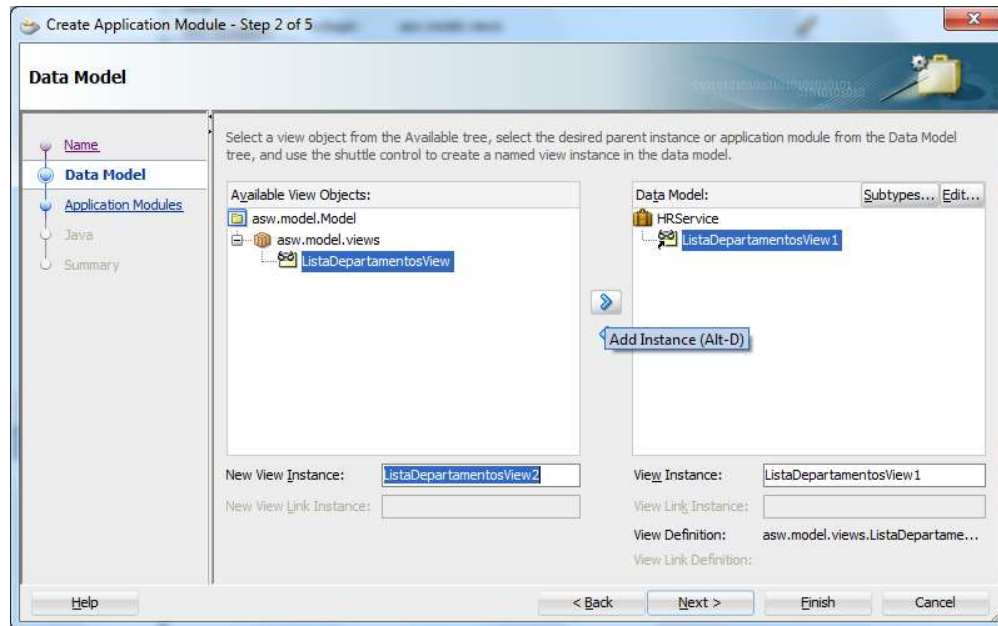 Create Application Module - Step 2 of 5
Data Model
Name
Data Model
Application Modules
Java
Summary
Select a view object from the Available tree, select the desired parent instance or application module from the Data Model
tree, and use the shuttle control to create a named view instance in the data model.
Available View Objects:
asw.model.Model
asw.model.views
ListaDepartamentosView
Add Instance (Alt-D)
Data Model:
Subtypes... Edit...
HRService
ListaDepartamentosView1
New View Instance: ListaDepartamentosView2
New View Link Instance:
View Instance: ListaDepartamentosView1
View Link Instance:
View Definition: asw.model.views.ListaDepartame...
View Link Definition:
Help
< Back Next > Finish Cancel